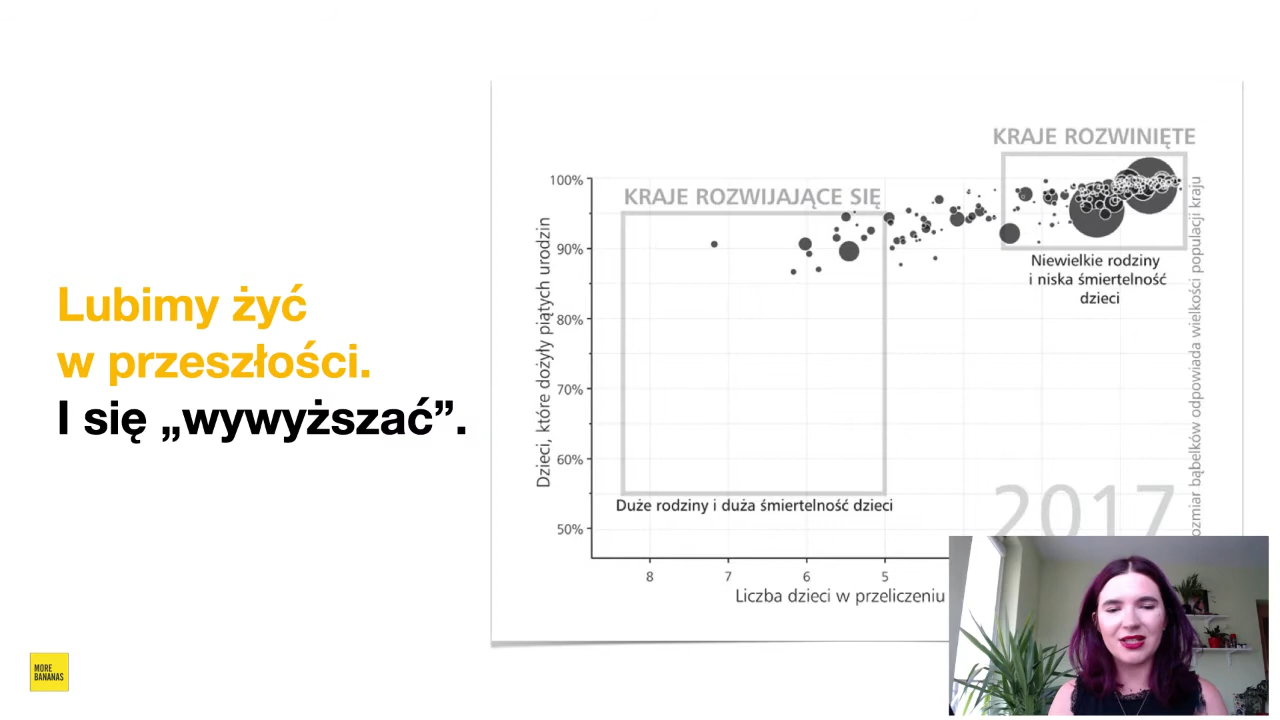 Lubimy żyć
w przeszłości.
I się „wywyższać”.
MORE
BANANAS
KRAJE ROZWINIĘTE
KRAJE ROZWIJAJĄCE SIĘ
100%
90%
80%
70%
60%
50%
Dzieci, które dożyły piątych urodzin
Newielkie rodziny
i niska śmiertelność
dzieci
Duże rodziny i duża śmiertelność dzieci
2017
8 7 6 5
Liczba dzieci w przeliczeniu
ozmiar bąbelków odpowiada wielkości populacji kraju